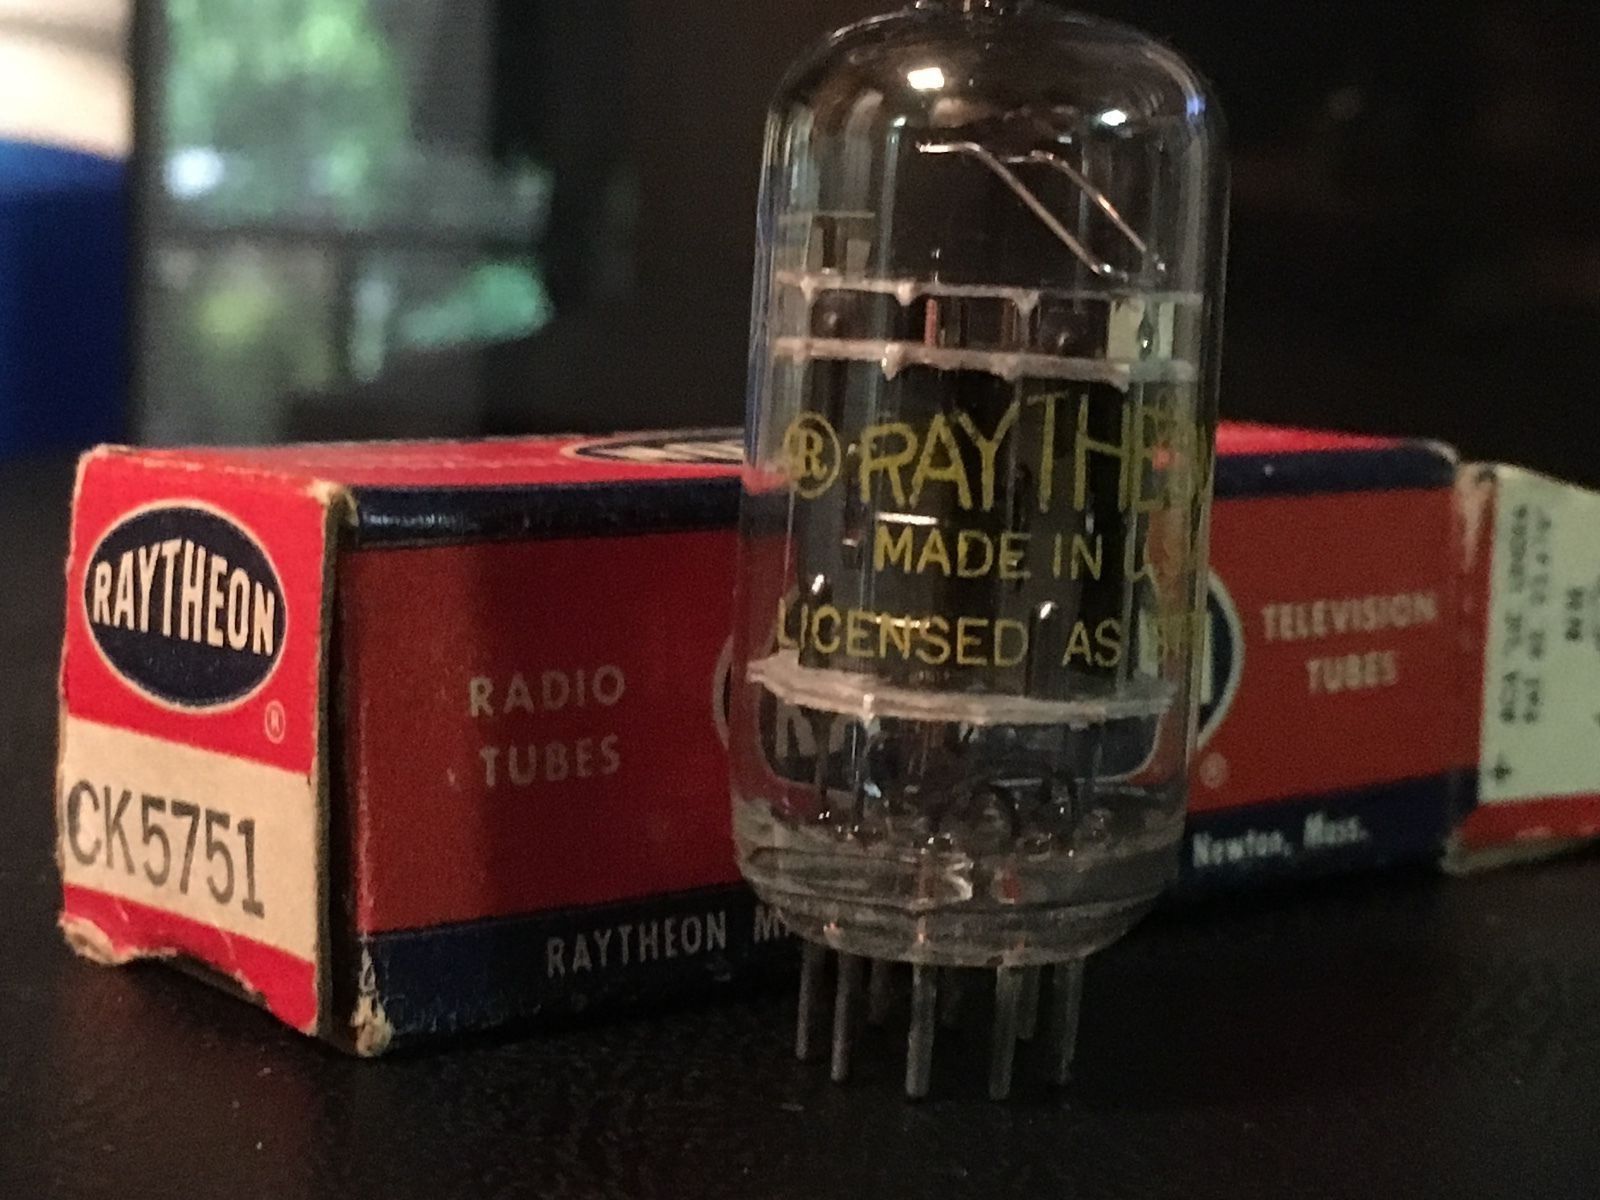 RAYTHEON
®
CK5751
RADIO
TUBES
RAYTHEON
® RAYTHEON
MADE IN
LICENSED AS
TELEVISION
TUBES
®
Newton, Mass.